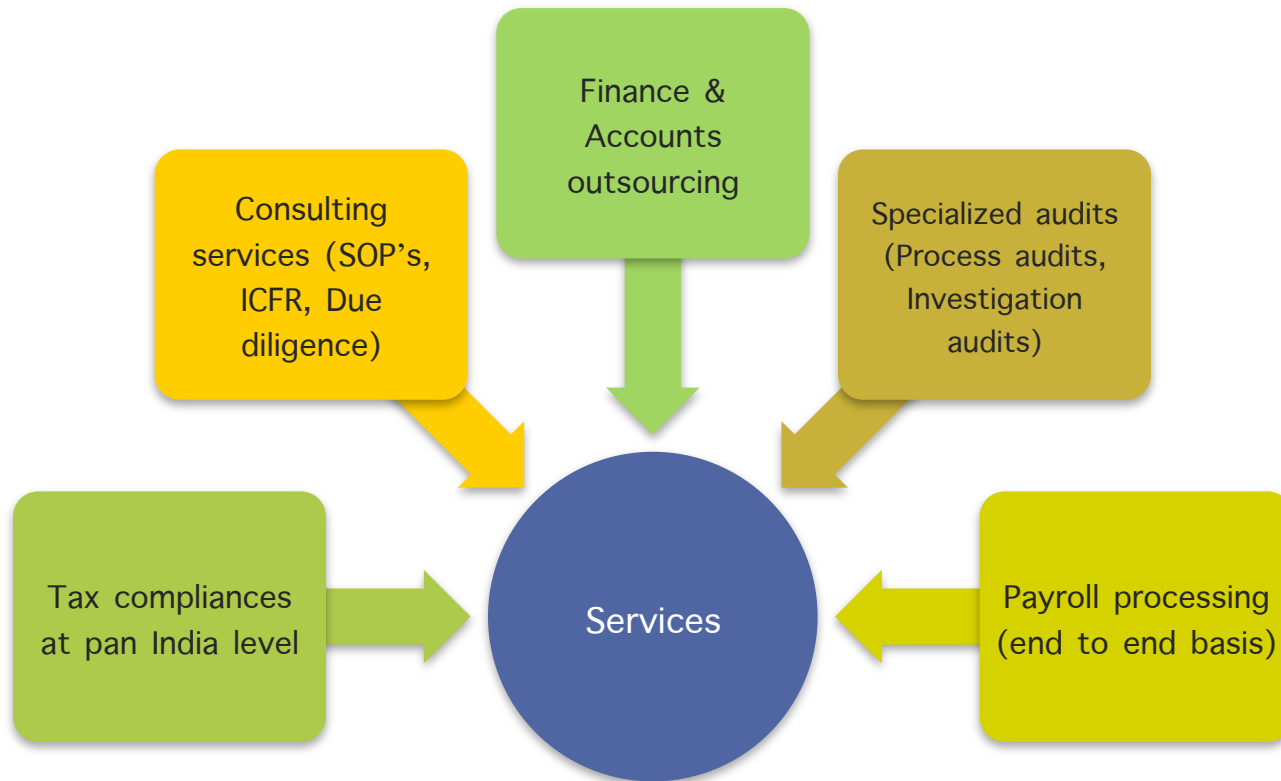 Finance &
Accounts
outsourcing
Consulting
services (SOP’s,
ICFR, Due
diligence)
Specialized audits
(Process audits,
Investigation
audits)
Tax compliances
at pan India level
Services
Payroll processing
(end to end basis)